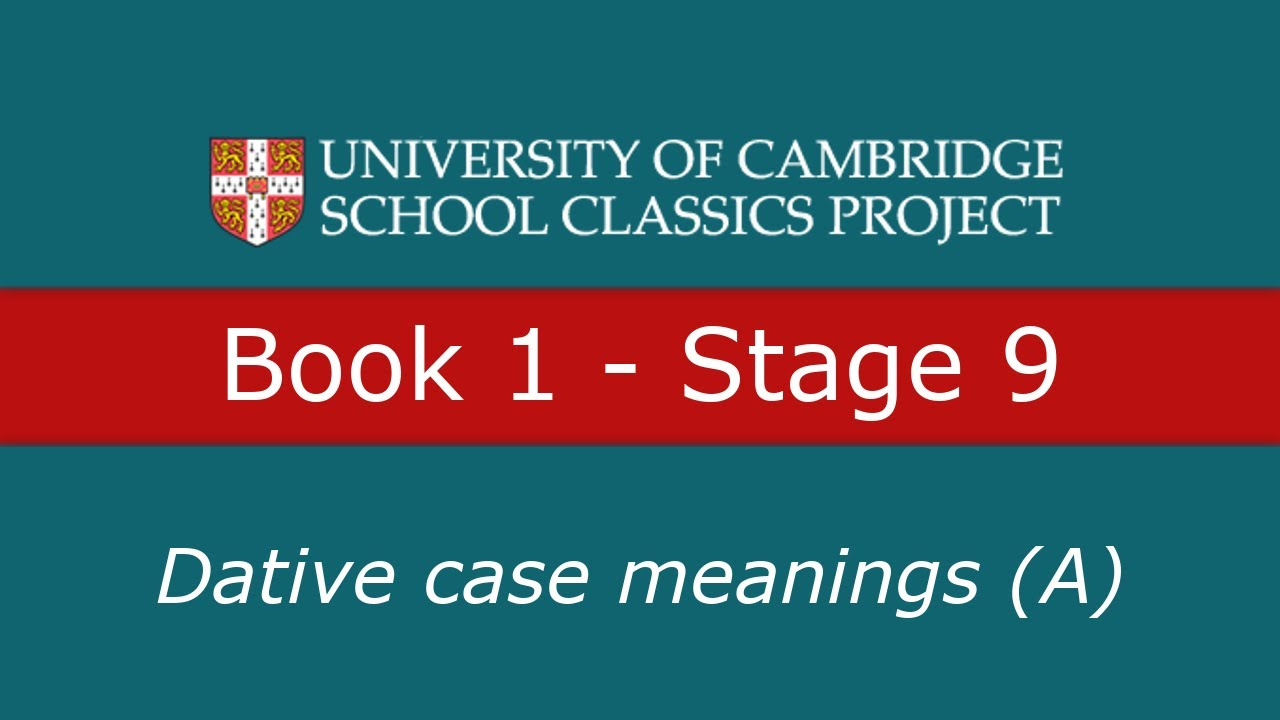 UNIVERSITY OF CAMBRIDGE
SCHOOL CLASSICS PROJECT
Book 1 - Stage 9
Dative case meanings (A)